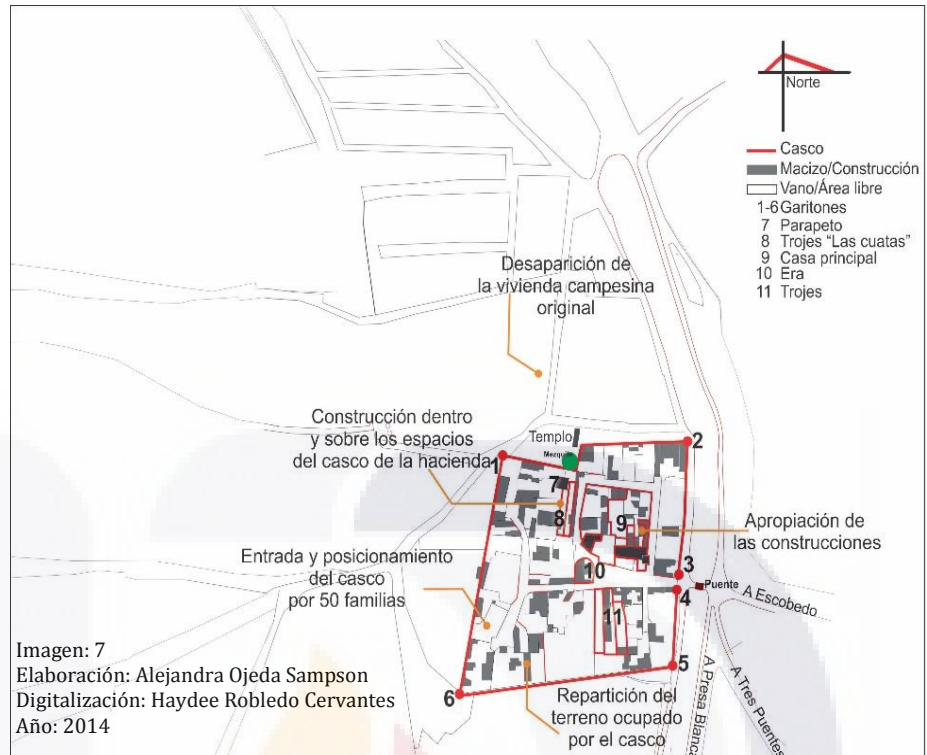 Norte
Casco
Macizo/Construcción
Vano/Área libre
1-6 Garitones
7 Parapeto
8 Trojes "Las cuatas"
9 Casa principal
10 Era
11 Trojes
Desaparición de
la vivienda campesina
original
Construcción dentro
y sobre los espacios
del casco de la hacienda
Templo
Mezquite
1
2
7
8
9
Apropiación de
las construcciones
Entrada y posicionamiento
del casco
por 50 familias
10
3
4
Puente
A Escobedo
11
5
6
Repartición del
terreno ocupado
por el casco
A Presa Blanca
A Tres Puentes
Imagen: 7
Elaboración: Alejandra Ojeda Sampson
Digitalización: Haydee Robledo Cervantes
Año: 2014